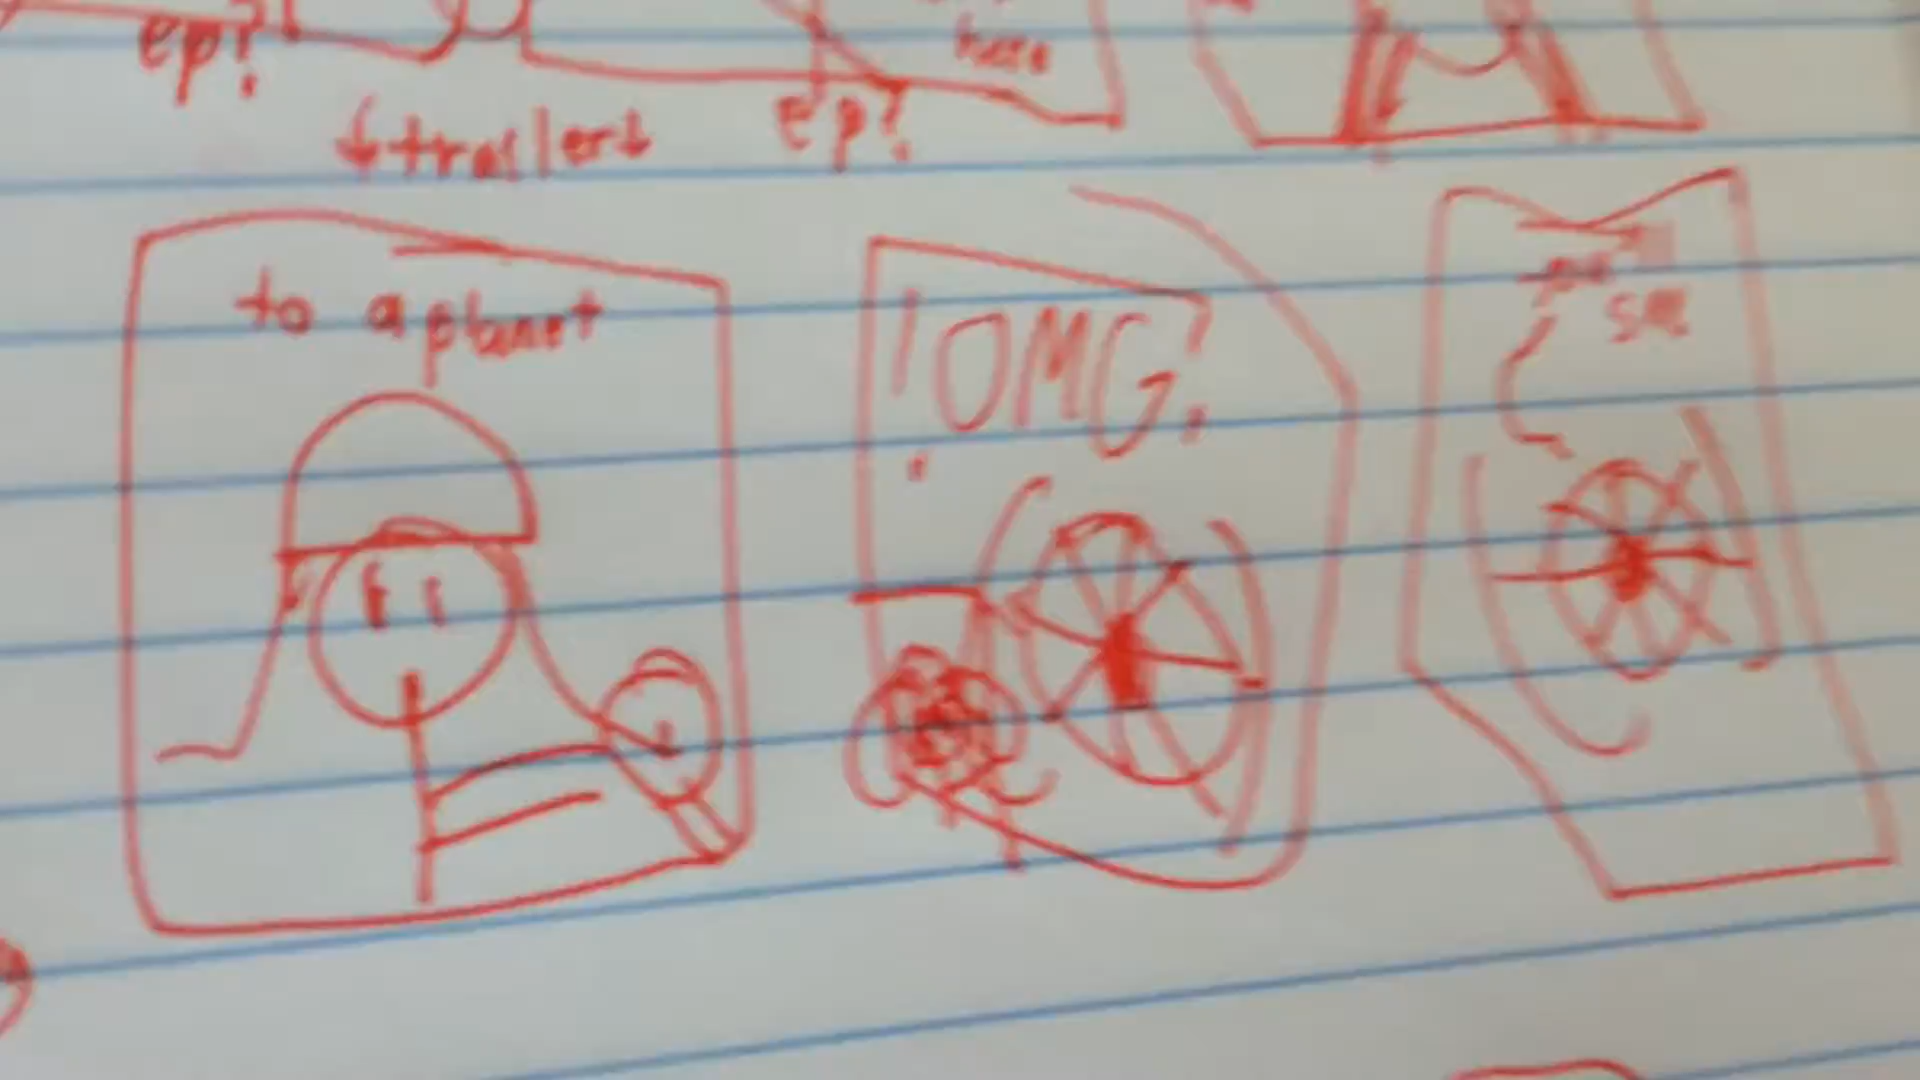 here
ep?
ep?
↓trailer↓
to a planet
!OMG!